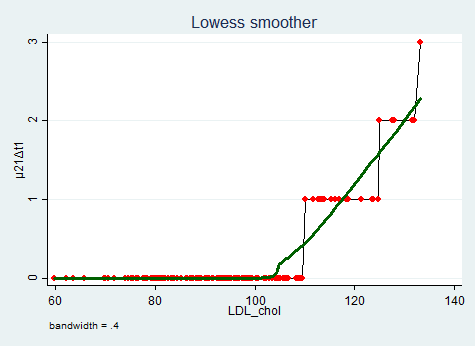 Lowess smoother
3
2
1
0
μ21Δt1
60
80
100
120
140
LDL_chol
bandwidth = .4